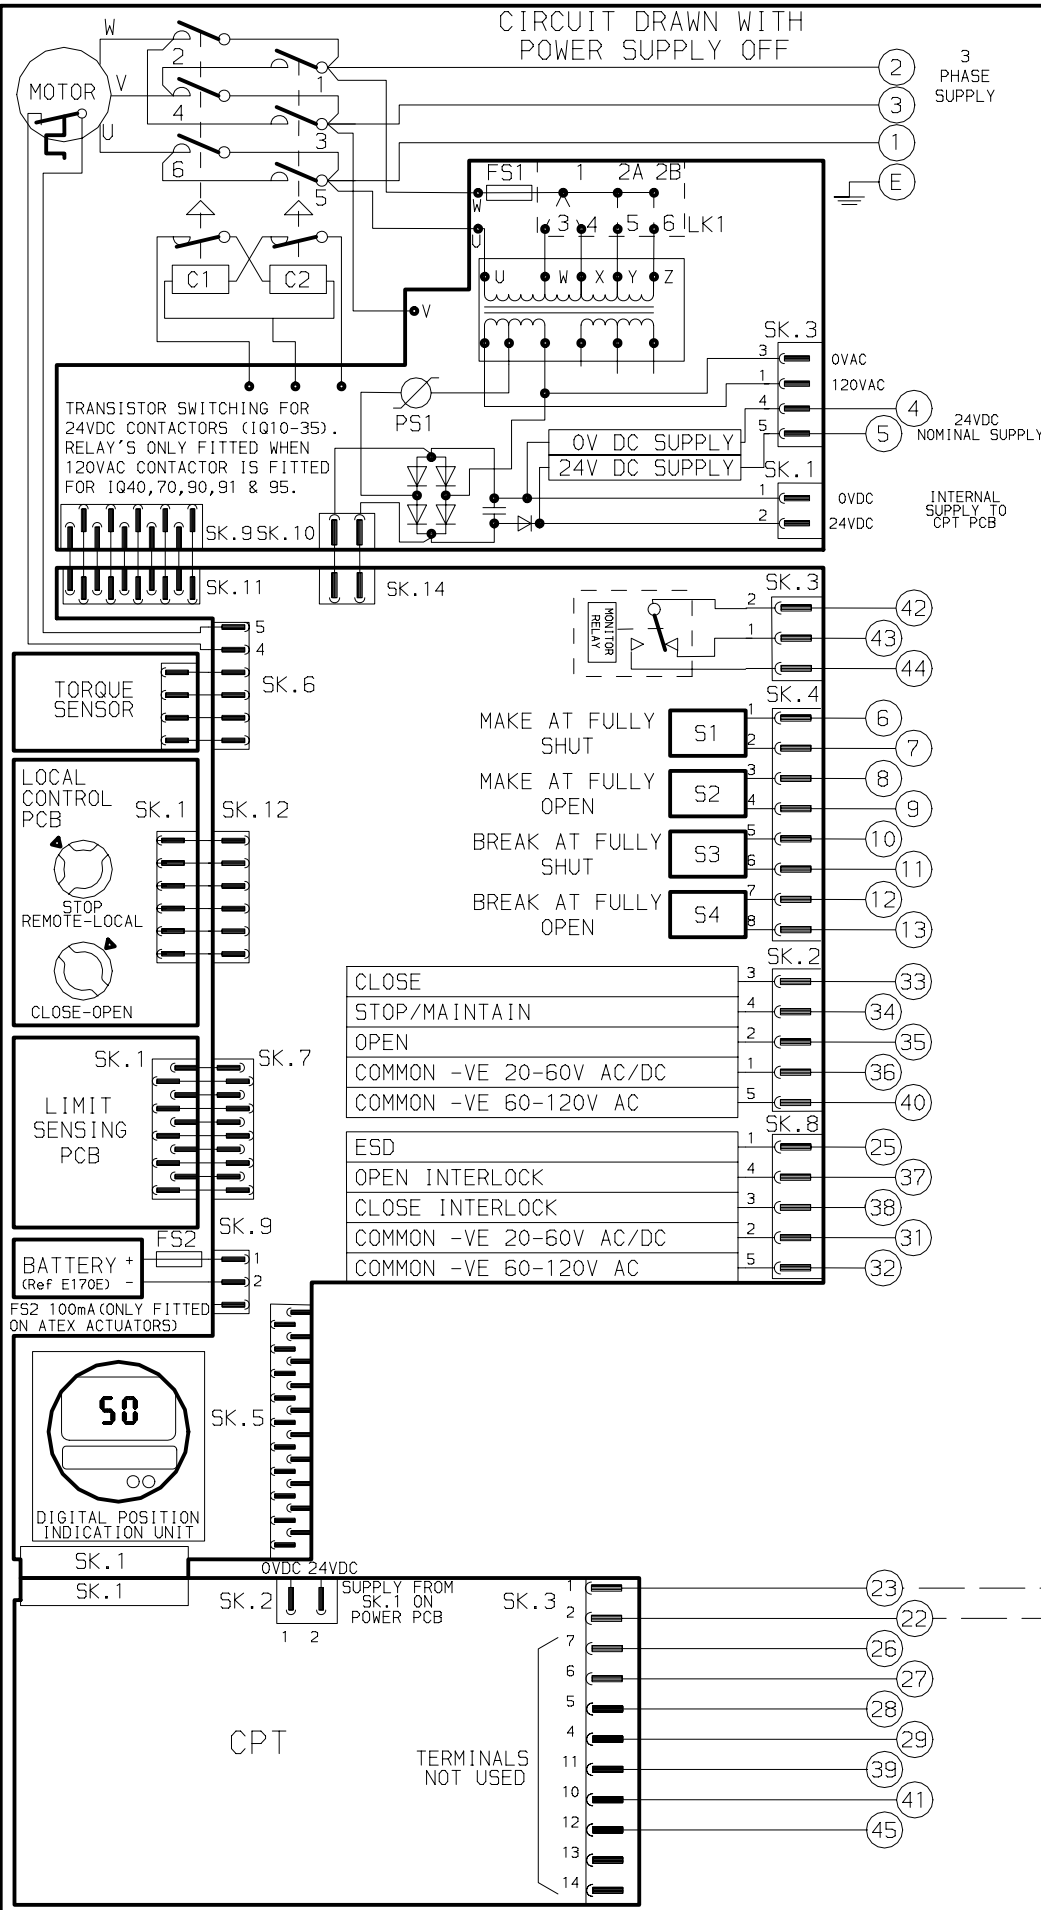 CIRCUIT DRAWN WITH
POWER SUPPLY OFF
W
V
U
MOTOR
2
4
6
1
3
5
2
3
1
E
3
PHASE
SUPPLY
FS1
1
2A
2B
W
U
3
4
5
6
LK1
U
W
X
Y
Z
C1
C2
V
PS1
TRANSISTOR SWITCHING FOR
24VDC CONTACTORS (IQ10-35).
RELAY'S ONLY FITTED WHEN
120VAC CONTACTOR IS FITTED
FOR IQ40,70,90,91 & 95.
SK.3
3
0VAC
1
120VAC
4
4
5
5
24VDC
NOMINAL SUPPLY
0V DC SUPPLY
24V DC SUPPLY
SK.1
1
0VDC
2
24VDC
INTERNAL
SUPPLY TO
CPT PCB
SK.9
SK.10
SK.11
SK.14
MONITOR
RELAY
SK.3
2
42
1
43
44
5
4
SK.6
TORQUE
SENSOR
SK.4
MAKE AT FULLY
SHUT
S1
1
6
2
7
MAKE AT FULLY
OPEN
S2
3
8
4
9
BREAK AT FULLY
SHUT
S3
5
10
6
11
BREAK AT FULLY
OPEN
S4
7
12
8
13
LOCAL
CONTROL
PCB
SK.1
SK.12
STOP
REMOTE-LOCAL
CLOSE-OPEN
SK.2
CLOSE
3
33
STOP/MAINTAIN
4
34
OPEN
2
35
COMMON -VE 20-60V AC/DC
1
36
COMMON -VE 60-120V AC
5
40
SK.8
ESD
1
25
OPEN INTERLOCK
4
37
CLOSE INTERLOCK
3
38
COMMON -VE 20-60V AC/DC
2
31
COMMON -VE 60-120V AC
5
32
SK.1
SK.7
LIMIT
SENSING
PCB
SK.9
FS2
BATTERY
(Ref E170E)
+
-
1
2
FS2 100mA(ONLY FITTED
ON ATEX ACTUATORS)
50
DIGITAL POSITION
INDICATION UNIT
SK.5
SK.1
SK.1
0VDC 24VDC
SK.2
1
2
SUPPLY FROM
SK.1 ON
POWER PCB
SK.3
1
23
2
22
7
26
6
27
5
28
4
29
11
39
10
41
12
45
13
14
CPT
TERMINALS
NOT USED